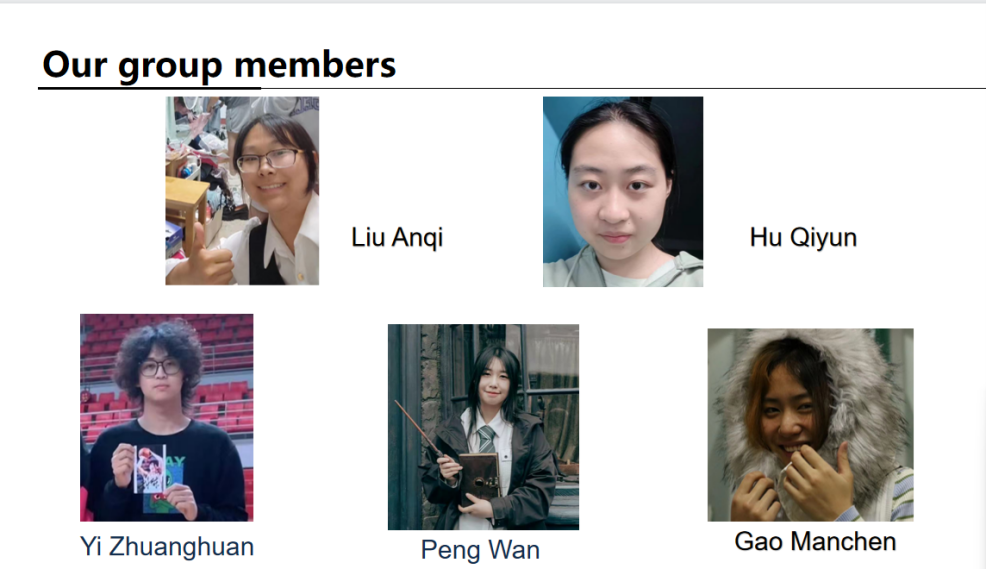 Our group members
Liu Anqi
Hu Qiyun
Yi Zhuanghuan
Peng Wan
Gao Manchen